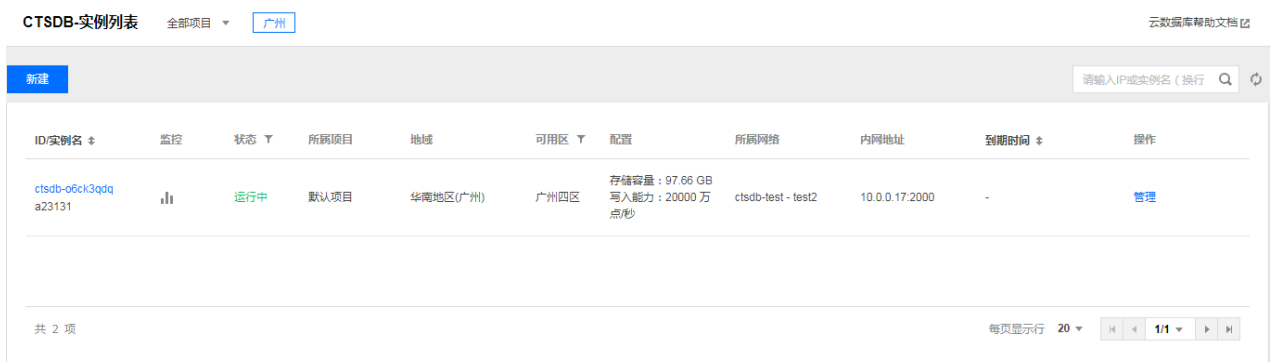 CTSDB-实例列表 全部项目 广州 云数据库帮助文档
新建 请输入IP或实例名 ( 换行
ID/实例名 监控 状态 所属项目 地域 可用区 配置 所属网络 内网地址 到期时间 操作
ctsdb-o6ck3qdq
a23131
运行中 默认项目 华南地区(广州) 广州四区
存储容量：97.66 GB
写入能力：20000 万
点/秒
ctsdb-test - test2 10.0.0.17:2000 - 管理
共 2 项 每页显示行 20 1/1